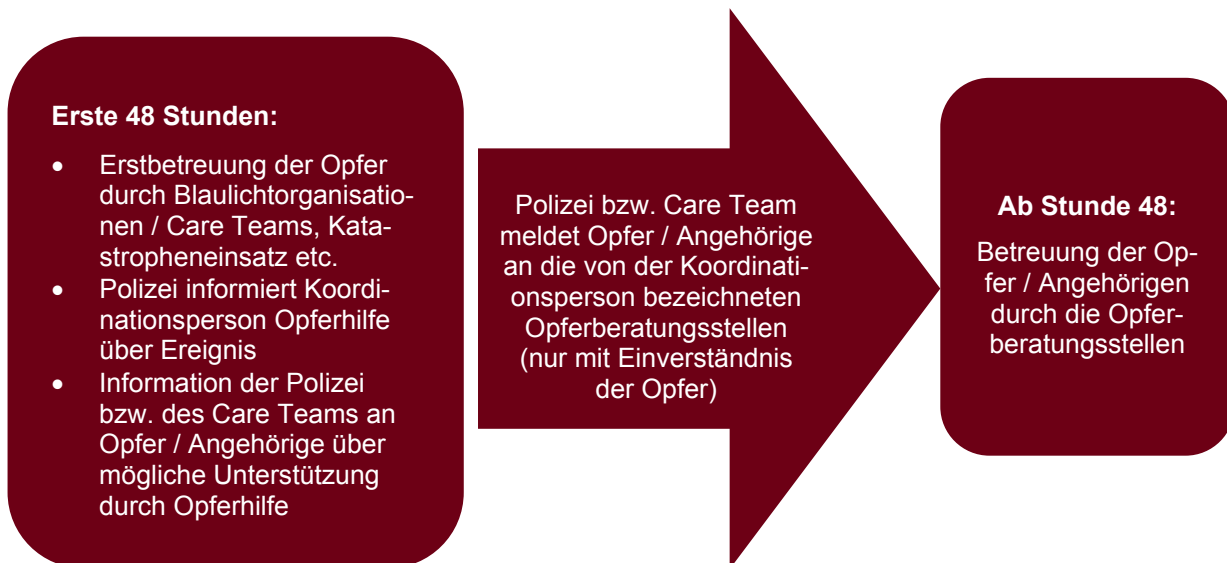 Erste 48 Stunden:
• Erstbetreuung der Opfer
durch Blaulichtorganisatio-
nen / Care Teams, Kata-
stropheneinsatz etc.
• Polizei informiert Koordi-
nationsperson Opferhilfe
über Ereignis
• Information der Polizei
bzw. des Care Teams an
Opfer / Angehörige über
mögliche Unterstützung
durch Opferhilfe
Polizei bzw. Care Team
meldet Opfer / Angehörige
an die von der Koordinati-
onsperson bezeichneten
Opferberatungsstellen
(nur mit Einverständnis
der Opfer)
Ab Stunde 48:
Betreuung der Op-
fer / Angehörigen
durch die Opfer-
beratungsstellen